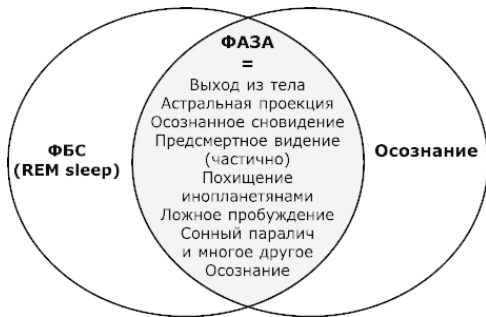 ФАЗА
=
Выход из тела
Астральная проекция
Осознанное сновидение
Предсмертное видение
(частично)
Похищение
инопланетянами
Ложное пробуждение
Сонный паралич
и многое другое
Осознание
ФБС
(REM sleep)
Осознание